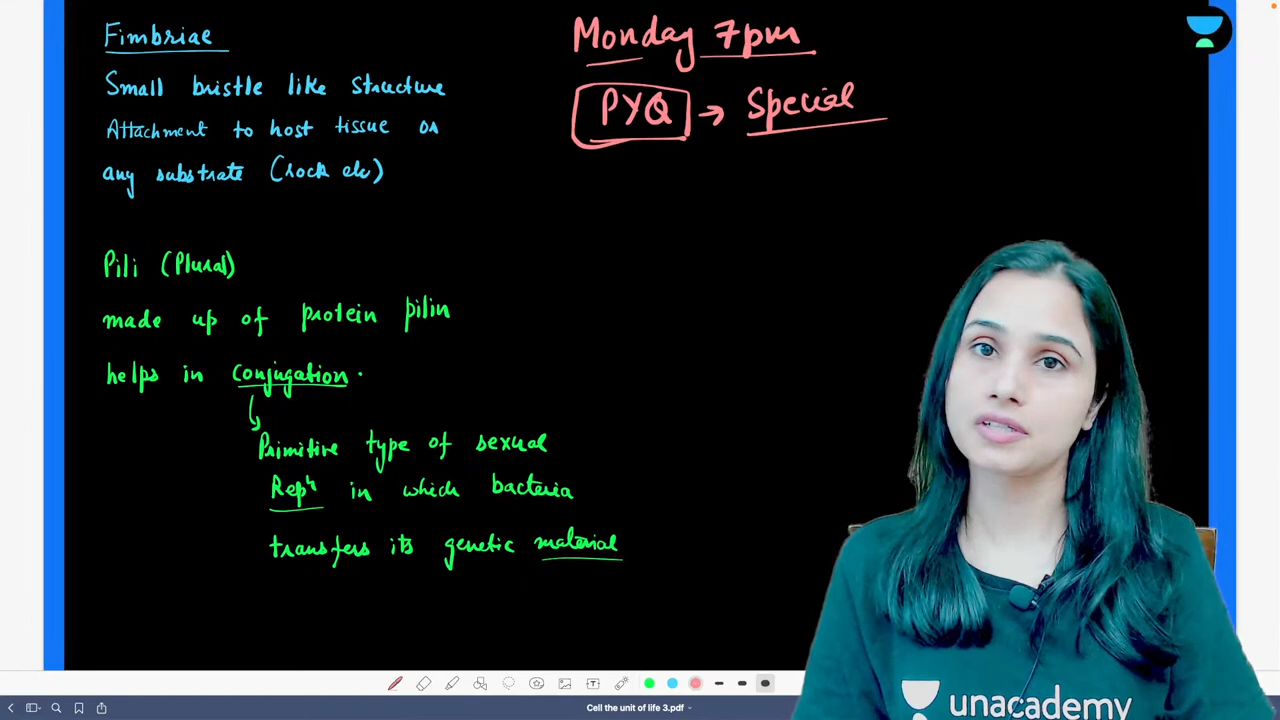 Fimbriae
Small bristle like structure
Attachment to host tissue or
any substrate (rock etc)
Pili (Plural)
made up of protein pilin
helps in conjugation.
Primitive type of sexual
Repⁿ in which bacteria
transfers its genetic material
Monday 7pm
PYQ → Special
unacademy
Cell the unit of life 3.pdf